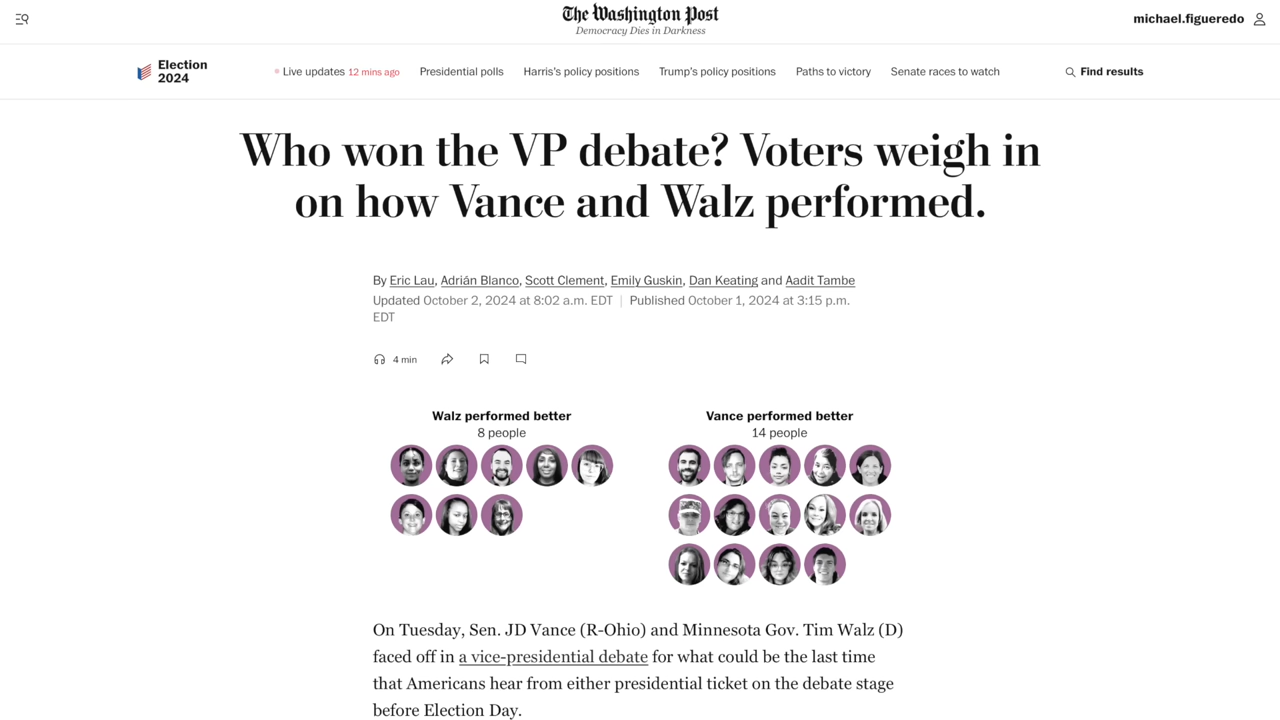 The Washington Post
Democracy Dies in Darkness
michael.figueredo
Election
2024
Live updates 12 mins ago
Presidential polls
Harris's policy positions
Trump's policy positions
Paths to victory
Senate races to watch
Find results
Who won the VP debate? Voters weigh in
on how Vance and Walz performed.
By Eric Lau, Adrián Blanco, Scott Clement, Emily Guskin, Dan Keating and Aadit Tambe
Updated October 2, 2024 at 8:02 a.m. EDT | Published October 1, 2024 at 3:15 p.m.
EDT
4 min
Walz performed better
8 people
Vance performed better
14 people
On Tuesday, Sen. JD Vance (R-Ohio) and Minnesota Gov. Tim Walz (D)
faced off in a vice-presidential debate for what could be the last time
that Americans hear from either presidential ticket on the debate stage
before Election Day.